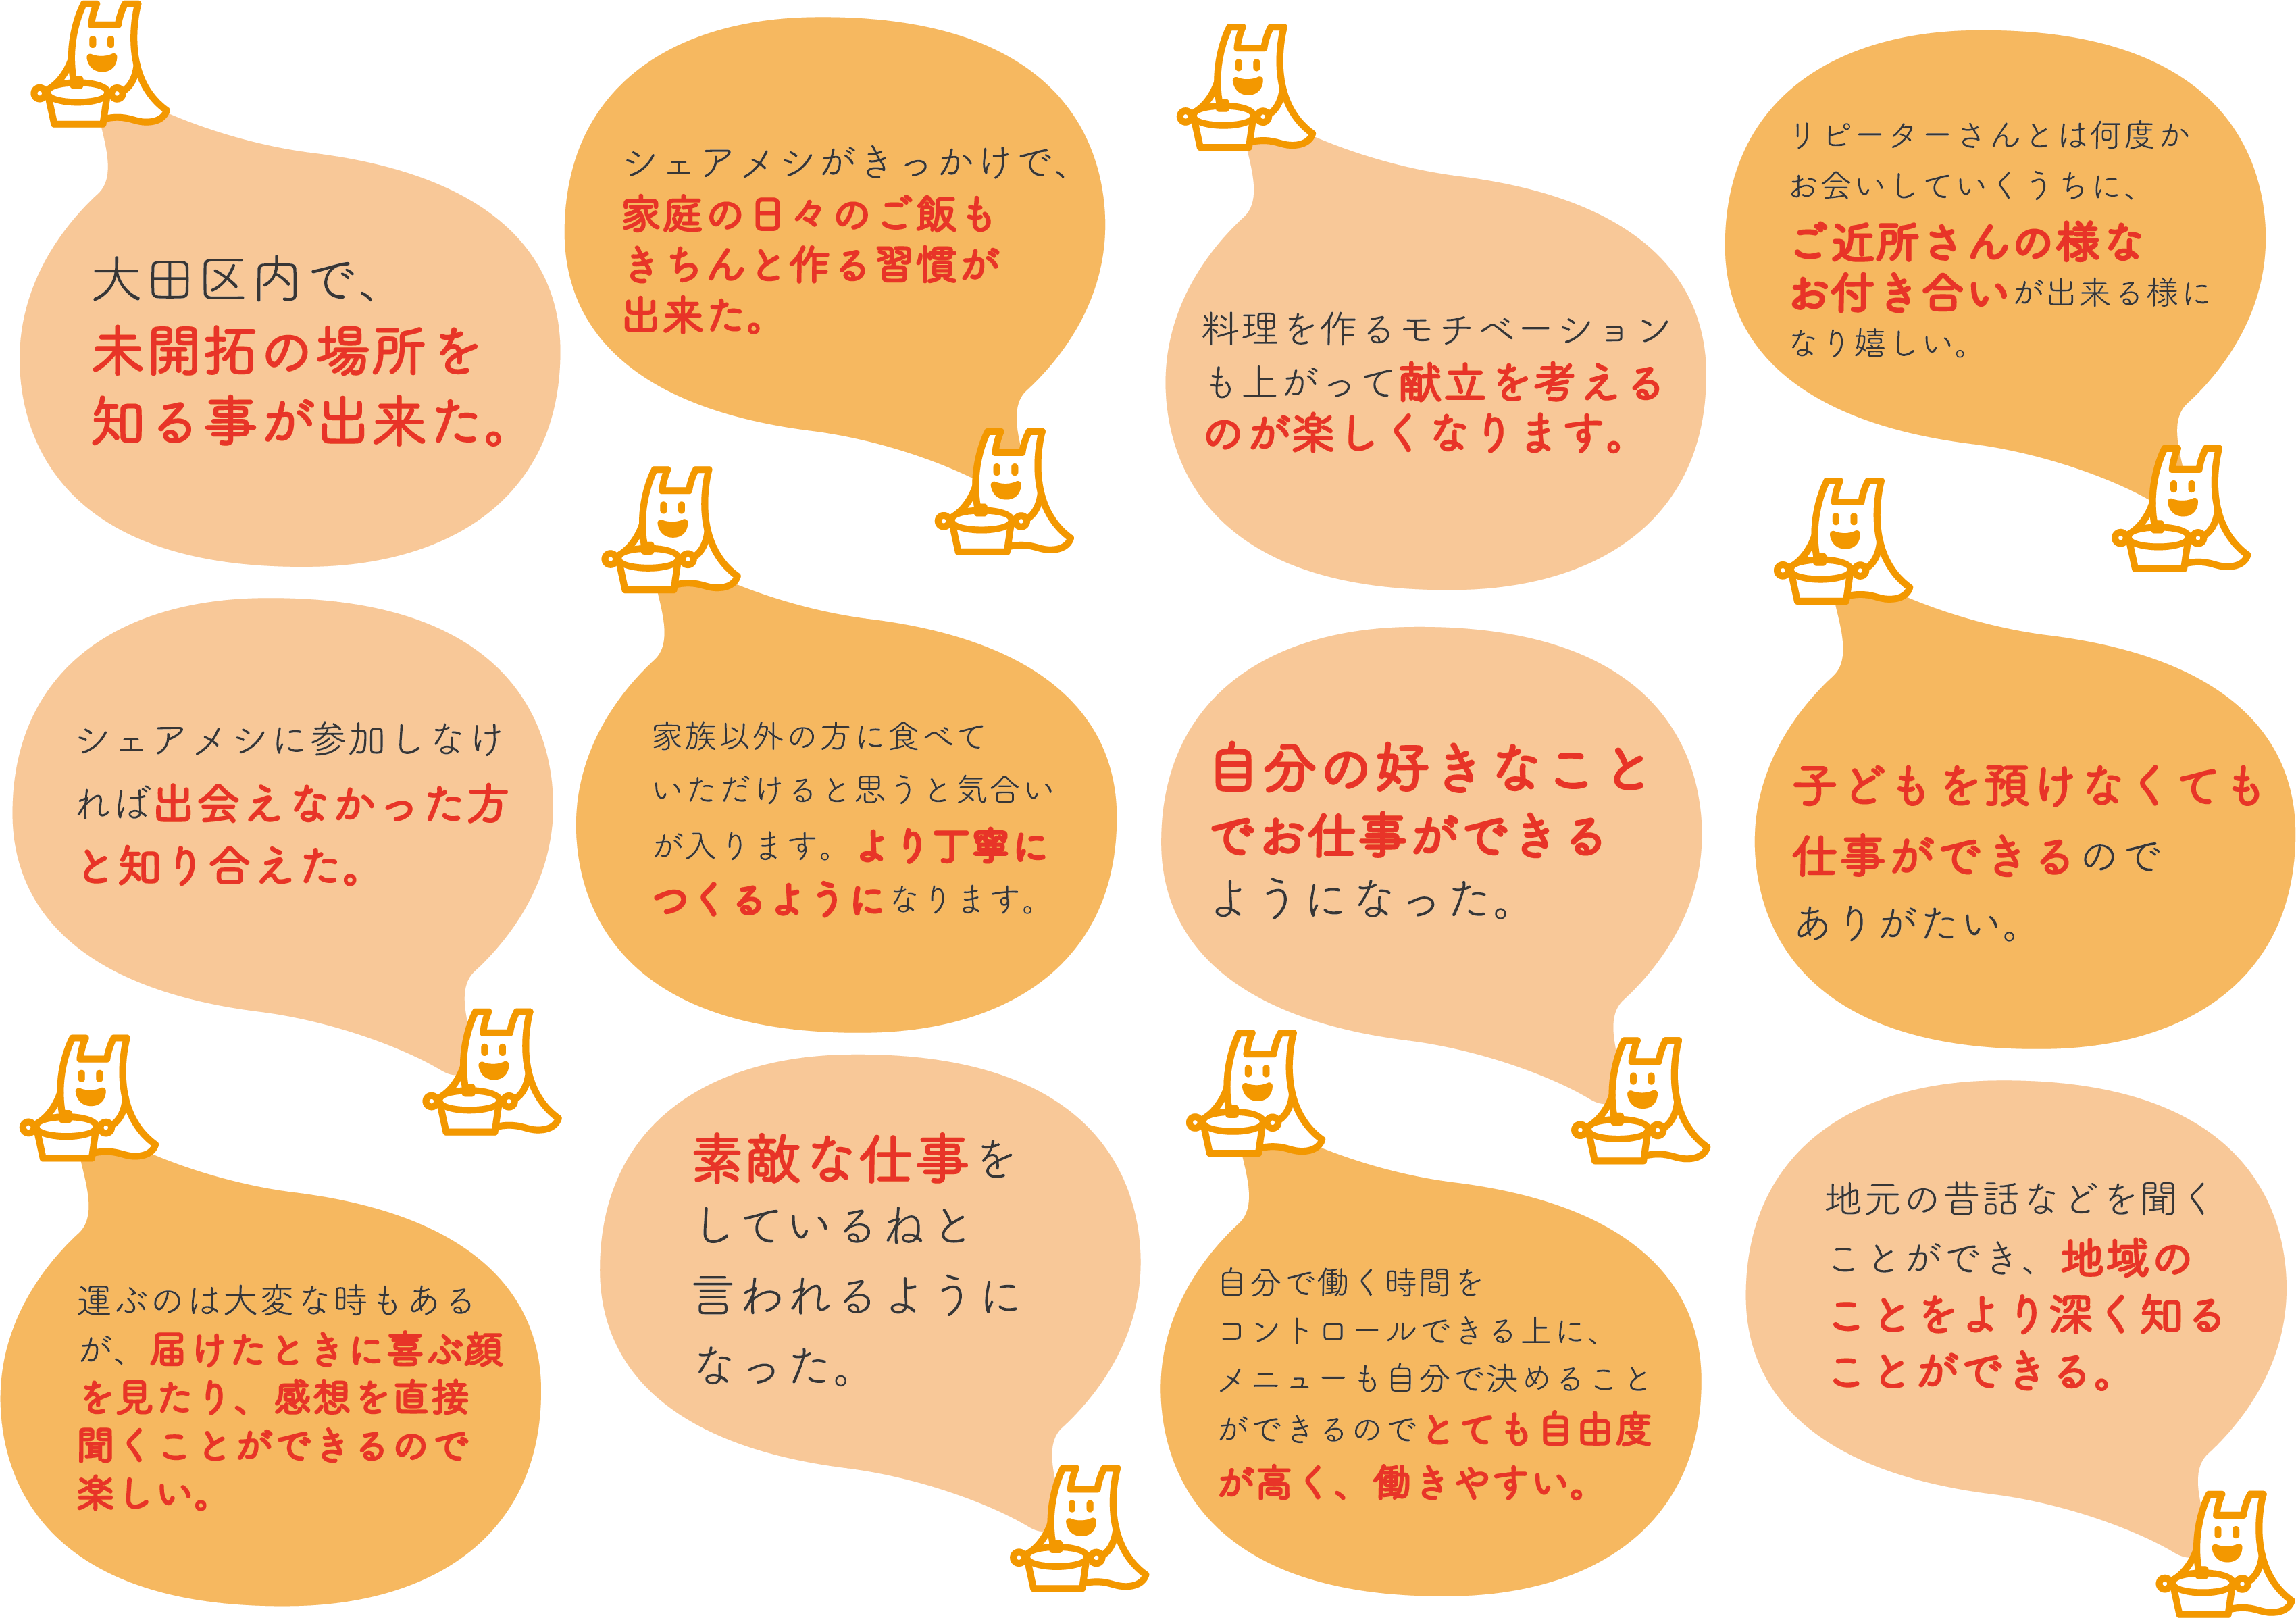 大田区内で、
未開拓の場所を
知る事が出来た。
シェアメシがきっかけで、
家庭の日々のご飯も
きちんと作る習慣が
出来た。
料理を作るモチベーション
も上がって献立を考える
のが楽しくなります。
リピーターさんとは何度か
お会いしていくうちに、
ご近所さんの様な
お付き合いが出来る様に
なり嬉しい。
シェアメシに参加しなけ
れば出会えなかった方
と知り合えた。
家族以外の方に食べて
いただけると思うと気合い
が入ります。より丁寧に
つくるようになります。
自分の好きなこと
でお仕事ができる
ようになった。
子どもを預けなくても
仕事ができるので
ありがたい。
運ぶのは大変な時もある
が、届けたときに喜ぶ顔
を見たり、感想を直接
聞くことができるので
楽しい。
素敵な仕事を
しているねと
言われるように
なった。
自分で働く時間を
コントロールできる上に、
メニューも自分で決めること
ができるのでとても自由度
が高く、働きやすい。
地元の昔話などを聞く
ことができ、地域の
ことをより深く知る
ことができる。